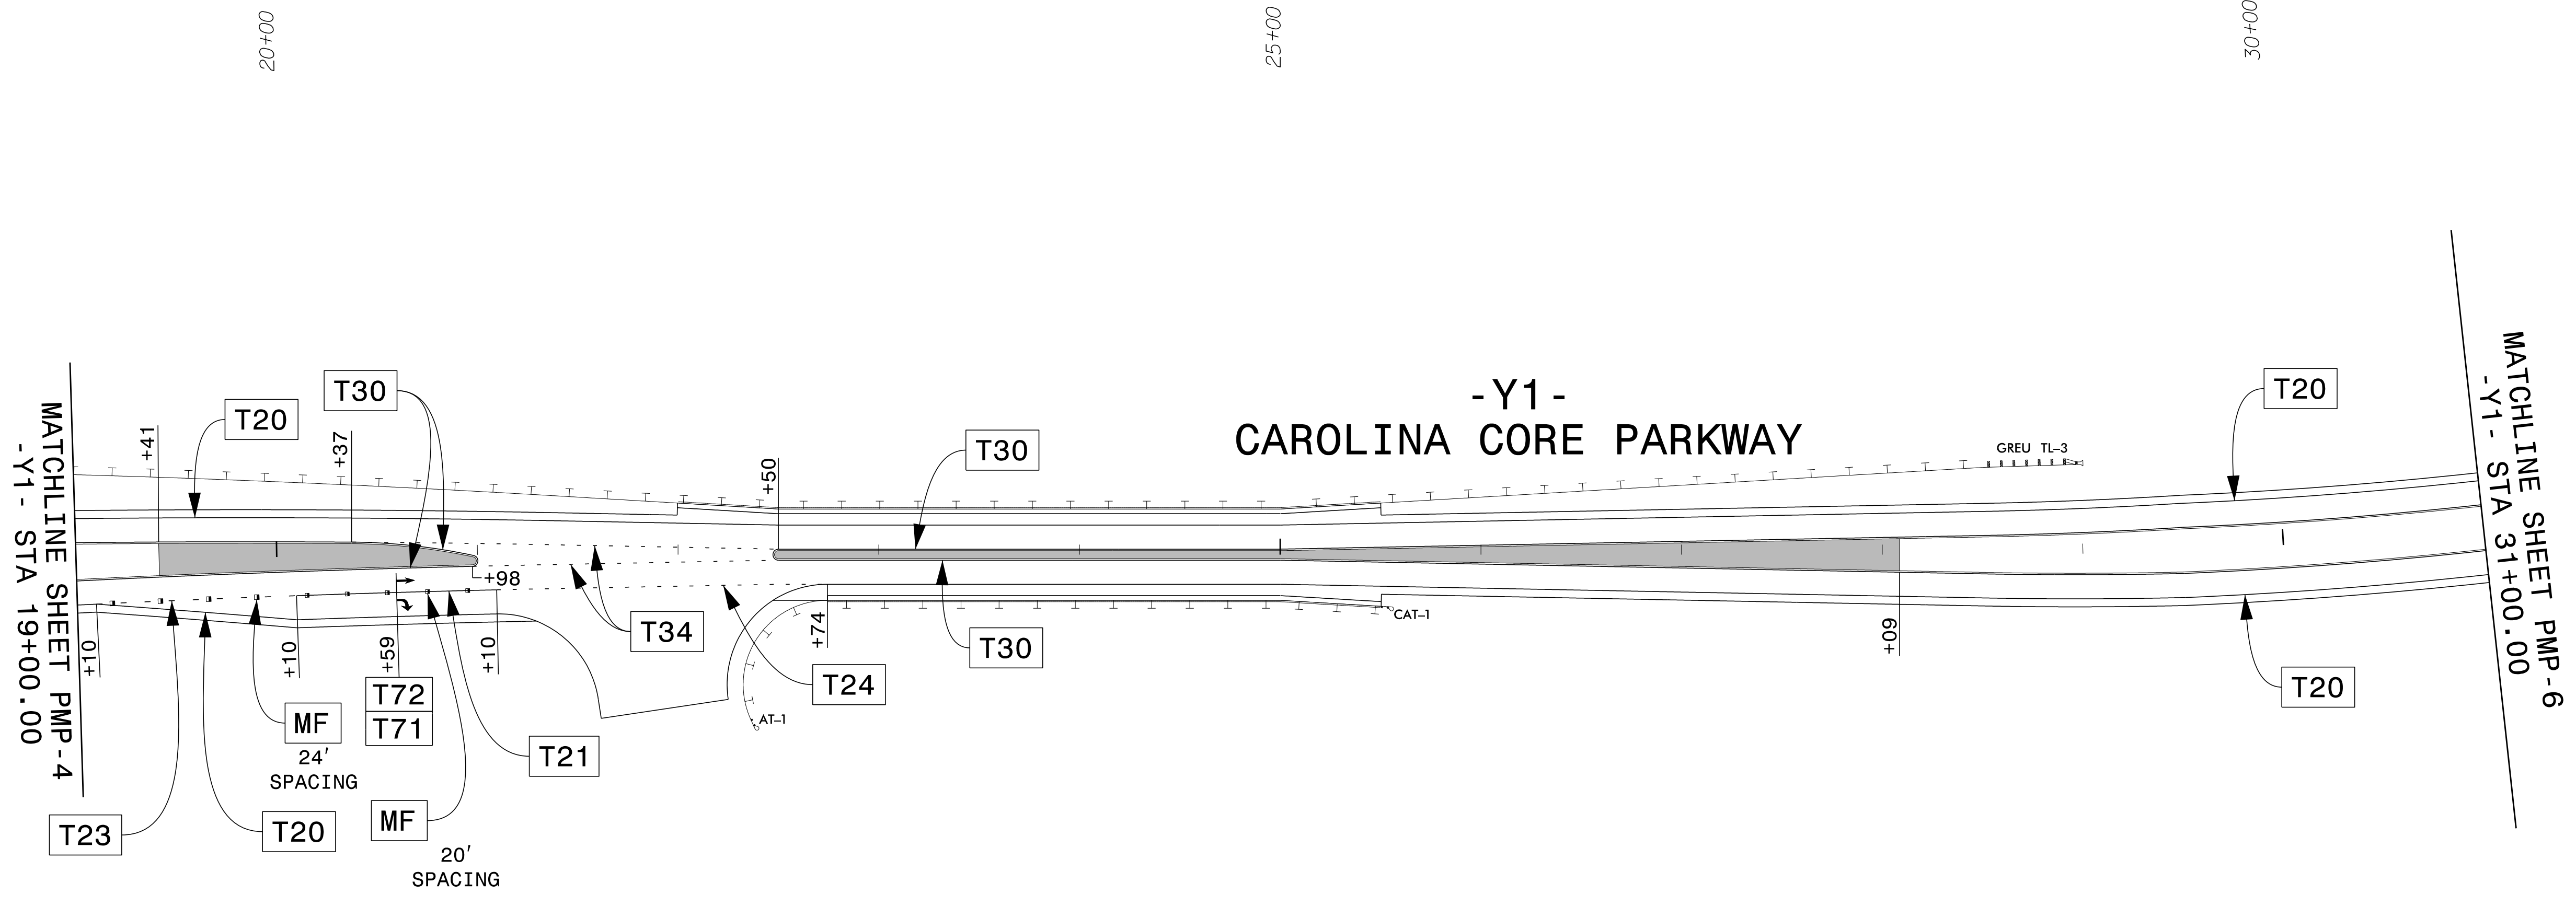 20+00
25+00
30+00
MATCHLINE SHEET PMP-4
-Y1- STA 19+00.00
+41
T20
+37
T30
+50
T30
-Y1-
CAROLINA CORE PARKWAY
GREU TL-3
T20
MATCHLINE SHEET PMP-6
-Y1- STA 31+00.00
+98
+10
+10
+59
+10
T72
T71
MF
24'
SPACING
T34
+74
T24
AT-1
T30
CAT-1
+09
T20
T21
T23
T20
MF
20'
SPACING